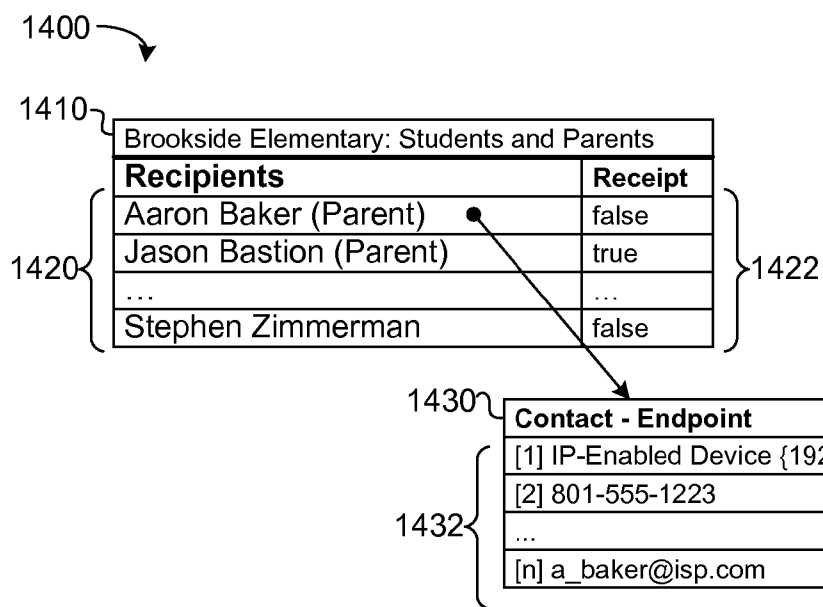 1400
1410
Brookside Elementary: Students and Parents
Recipients Receipt
Aaron Baker (Parent) false
Jason Bastion (Parent) true
1420 ... ... 1422
Stephen Zimmerman false
1430
Contact - Endpoint
[1] IP-Enabled Device {192
[2] 801-555-1223
1432 ...
[n] a_baker@isp.com